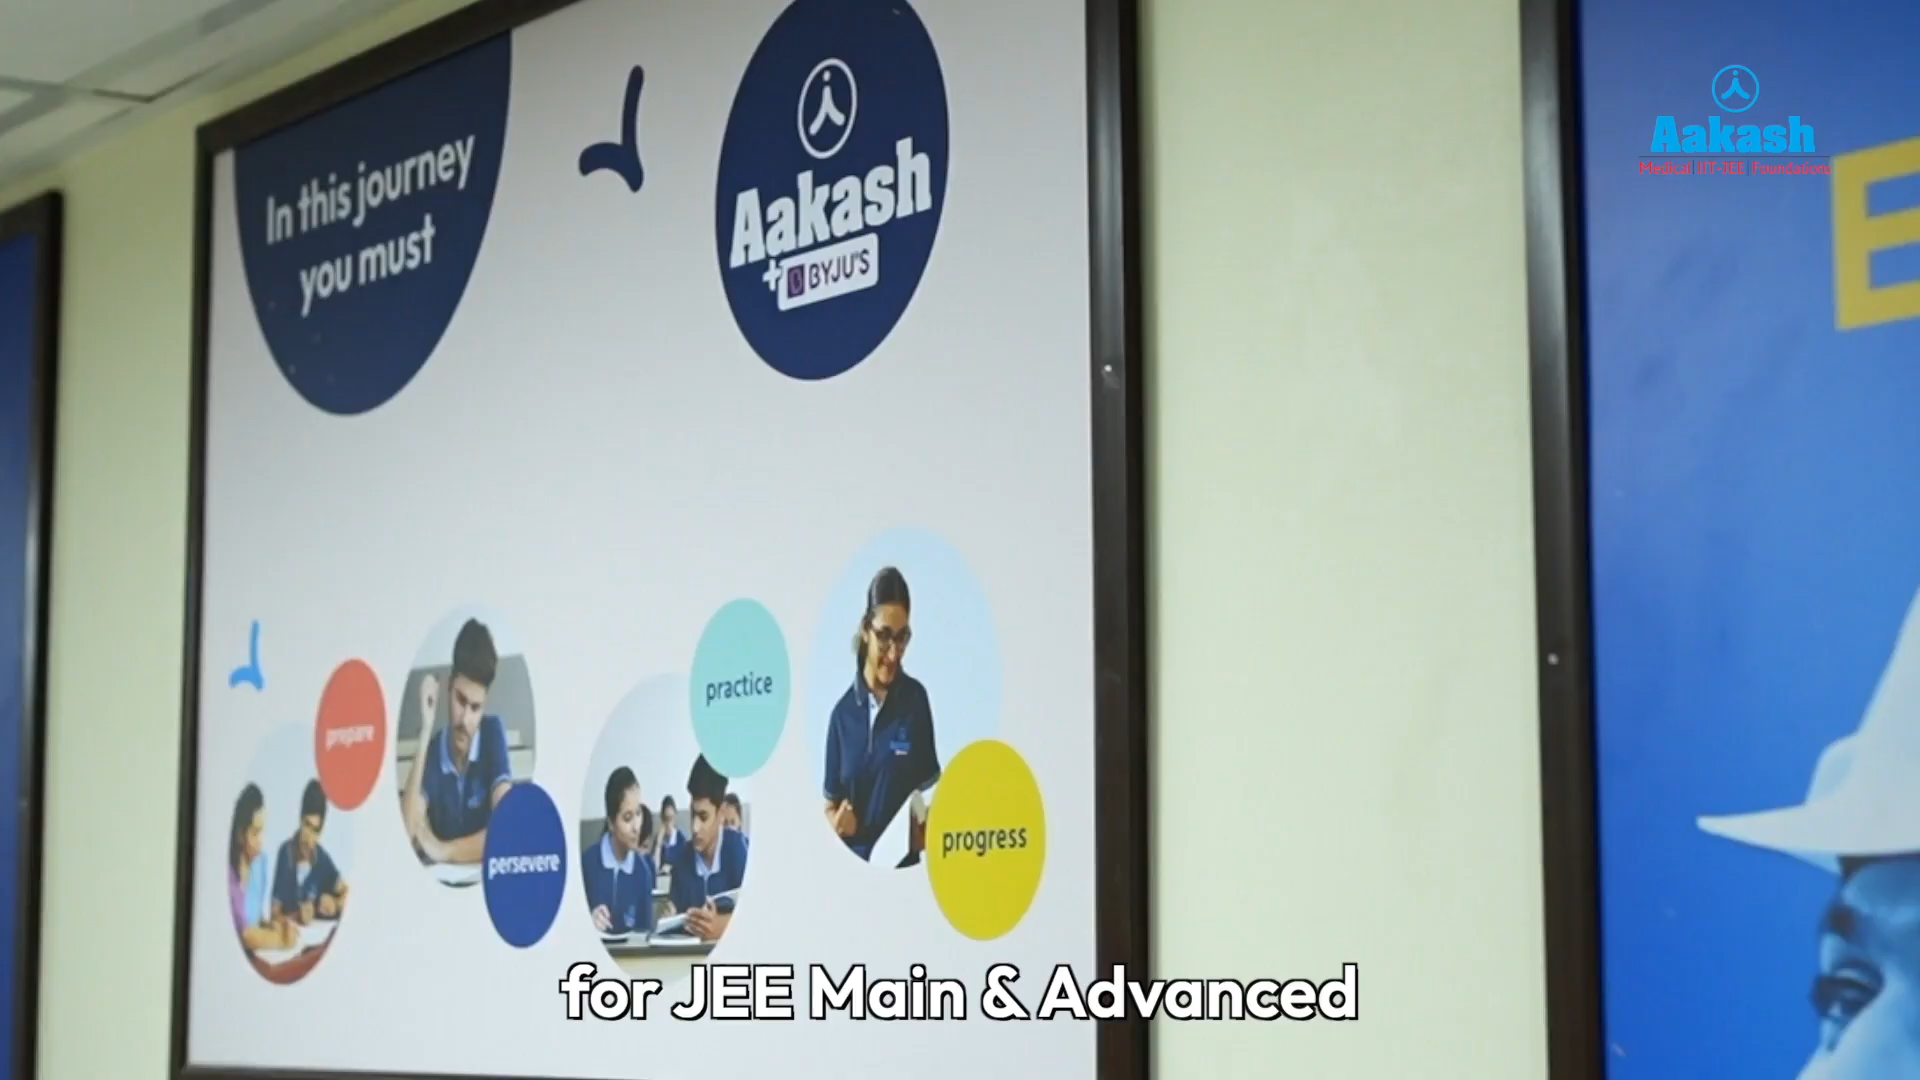 In this journey
you must
Aakash
+ BYJU'S
Aakash
Medical IIT-JEE Foundations
E
prepare
persevere
practice
progress
for JEE Main & Advanced